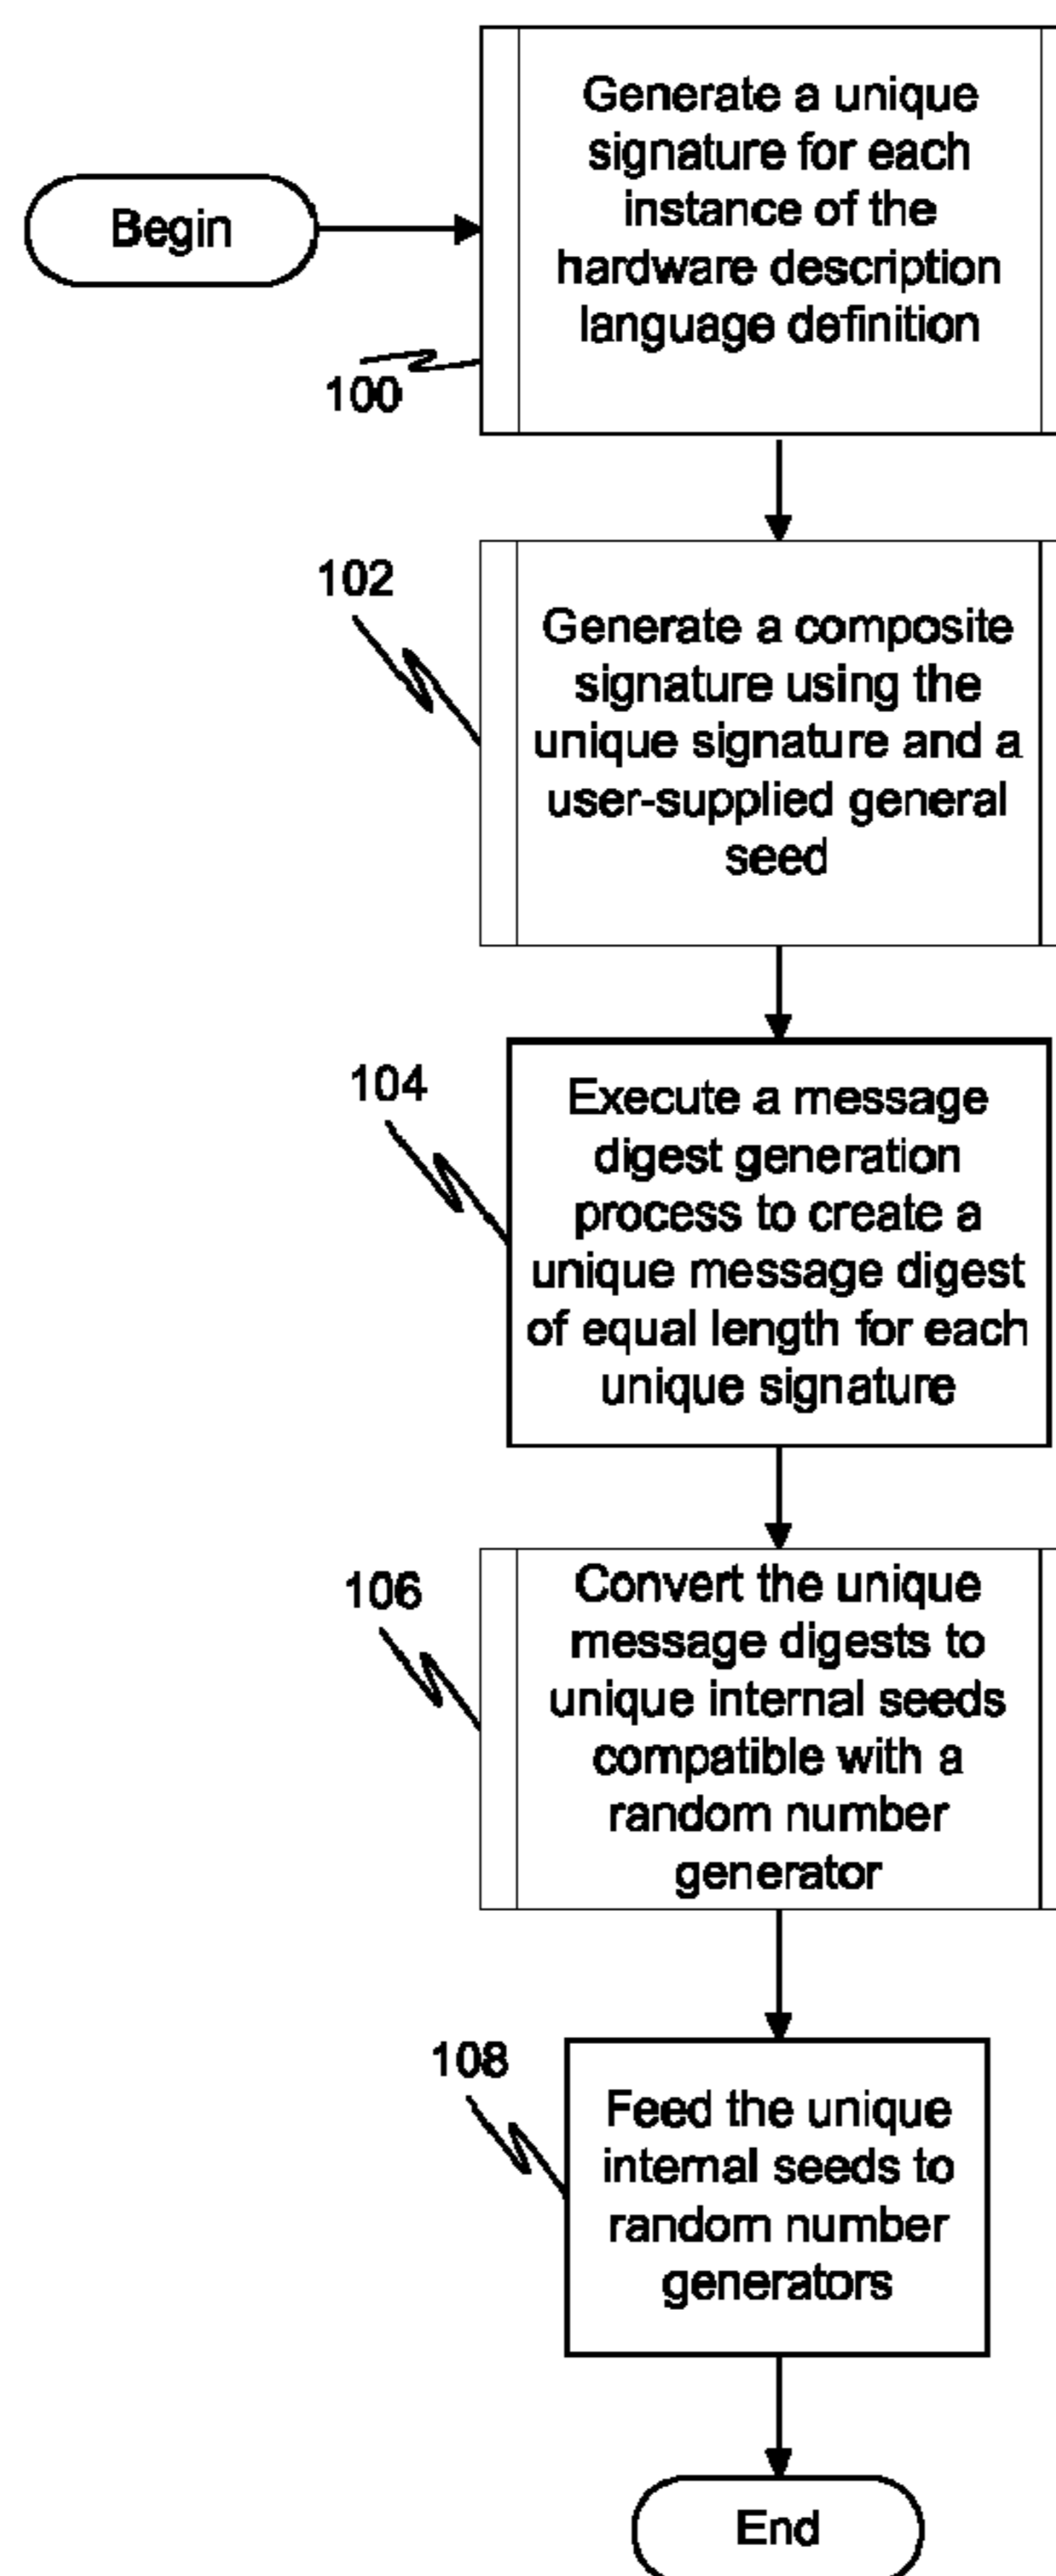 Begin
Generate a unique
signature for each
instance of the
hardware description
language definition
100
102
Generate a composite
signature using the
unique signature and a
user-supplied general
seed
104
Execute a message
digest generation
process to create a
unique message digest
of equal length for each
unique signature
106
Convert the unique
message digests to
unique internal seeds
compatible with a
random number
generator
108
Feed the unique
internal seeds to
random number
generators
End